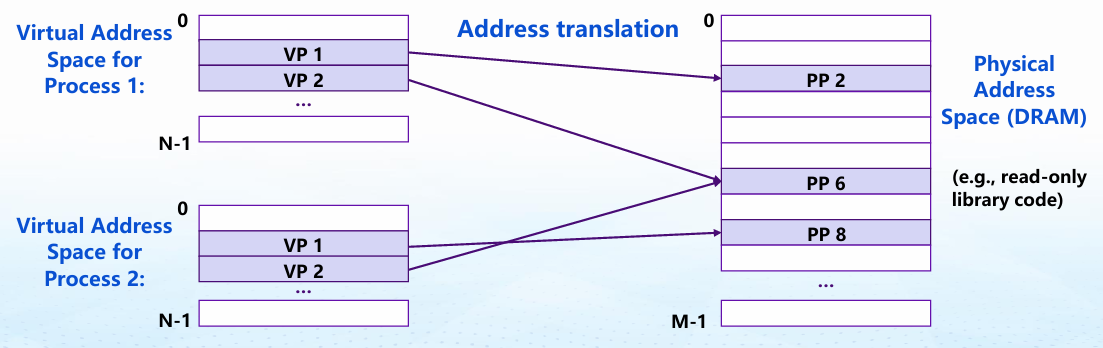 Virtual Address
Space for
Process 1:
0
VP 1
VP 2
...
N-1
Address translation
0
PP 2
PP 6
PP 8
...
M-1
Physical
Address
Space (DRAM)
(e.g., read-only
library code)
Virtual Address
Space for
Process 2:
0
VP 1
VP 2
...
N-1